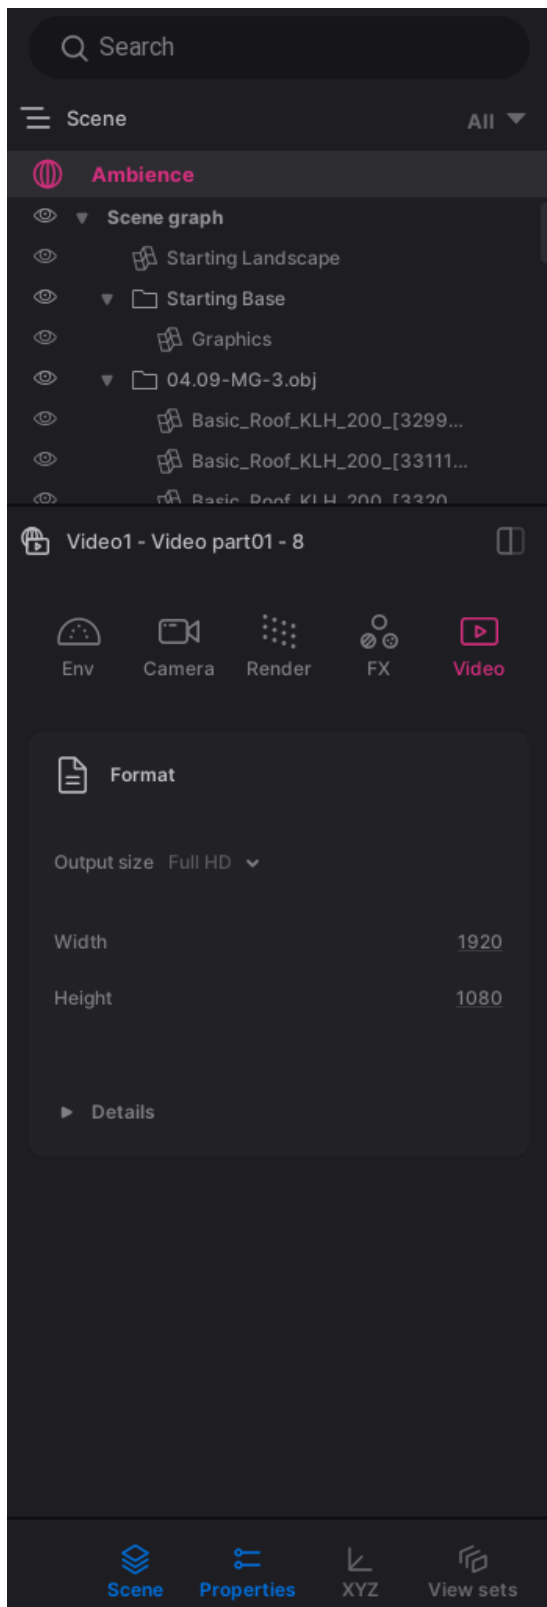 Search
Scene All
Ambience
Scene graph
Starting Landscape
Starting Base
Graphics
04.09-MG-3.obj
Basic_Roof_KLH_200_[3299...
Basic_Roof_KLH_200_[33111...
Basic_Roof_KLH_200_[3320
Video1 - Video part01 - 8
Env Camera Render FX Video
Format
Output size Full HD
Width 1920
Height 1080
Details
Scene Properties XYZ View sets